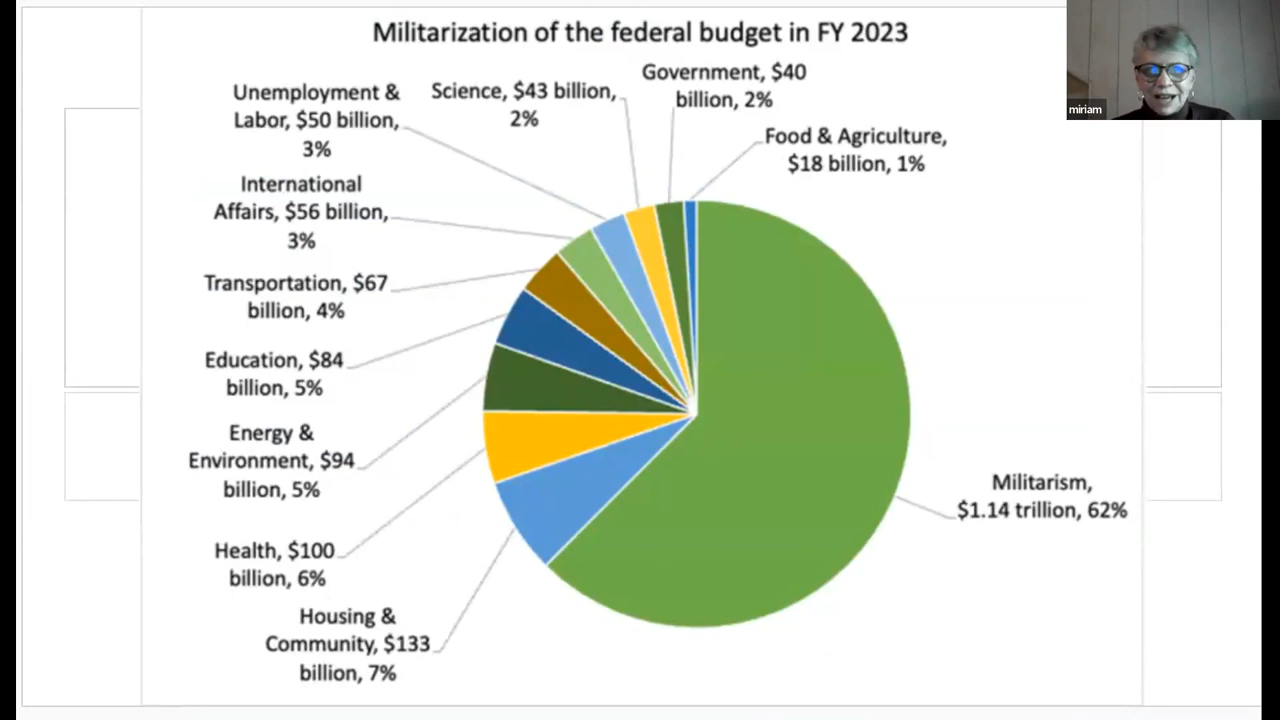 Militarization of the federal budget in FY 2023
miriam
Government, $40
billion, 2%
Unemployment &
Labor, $50 billion,
3%
Science, $43 billion,
2%
Food & Agriculture,
$18 billion, 1%
International
Affairs, $56 billion,
3%
Transportation, $67
billion, 4%
Education, $84
billion, 5%
Energy &
Environment, $94
billion, 5%
Militarism,
$1.14 trillion, 62%
Health, $100
billion, 6%
Housing &
Community, $133
billion, 7%